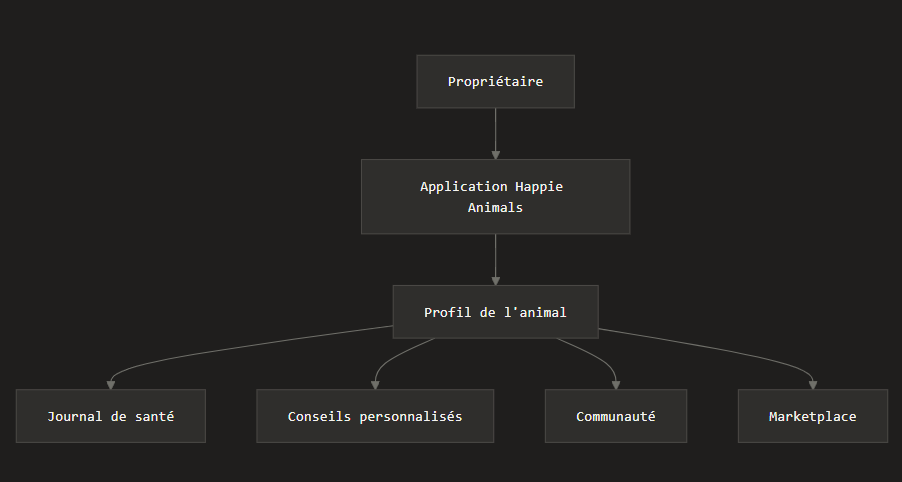 Propriétaire
Application Happie
Animals
Profil de l'animal
Journal de santé
Conseils personnalisés
Communauté
Marketplace